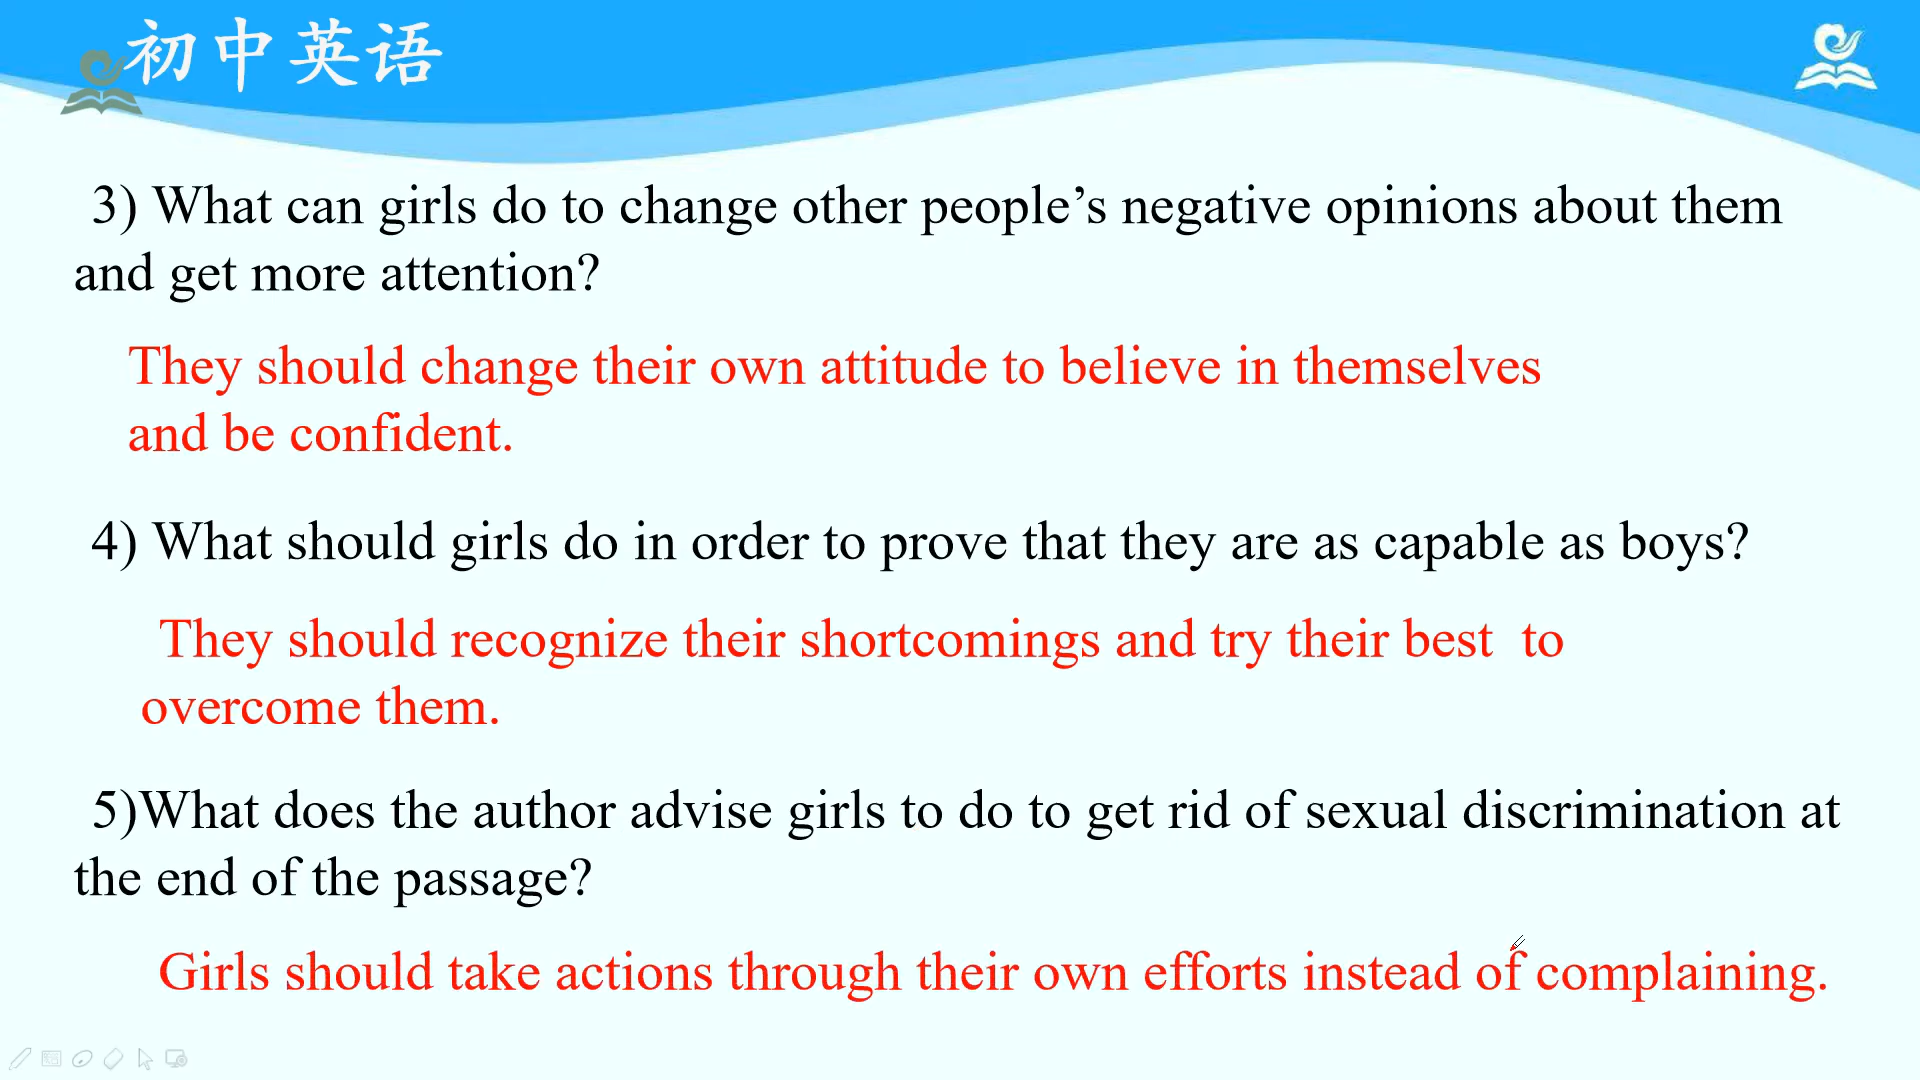 初中英语
3) What can girls do to change other people’s negative opinions about them
and get more attention?
They should change their own attitude to believe in themselves
and be confident.
4) What should girls do in order to prove that they are as capable as boys?
They should recognize their shortcomings and try their best  to
overcome them.
5)What does the author advise girls to do to get rid of sexual discrimination at
the end of the passage?
Girls should take actions through their own efforts instead of complaining.